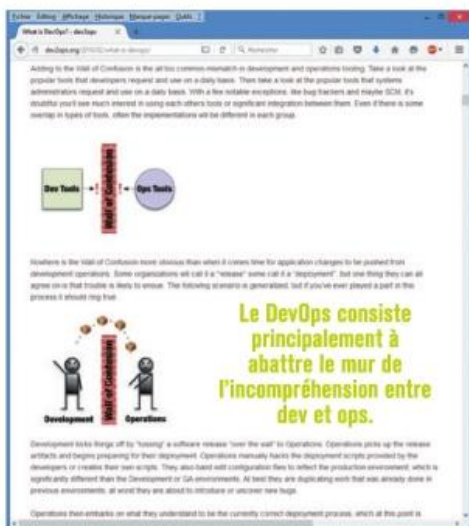 Fichier Édition Affichage Historique Marque-pages Outils ?
What is DevOps? - dev2ops
dev2ops.org/2010/02/what-is-devops/
Adding to the Wall of Confusion is the all too common mismatch in development and operations tooling. Take a look at the
popular tools that developers request and use on a daily basis. Then take a look at the popular tools that systems
administrators request and use on a daily basis. With a few notable exceptions, like bug trackers and maybe SCM, it's
doubtful you'll see much interest in using each others tools or significant integration between them. Even if there is some
overlap in types of tools, often the implementations will be different in each group.
Dev Tools
Wall of Confusion
Ops Tools
Nowhere is the Wall of Confusion more obvious than when it comes time for application changes to be pushed from
development operations. Some organizations will call it a "release" some call it a "deployment", but one thing they can all
agree on is that trouble is likely to ensue. The following scenario is generalized, but if you've ever played a part in this
process it should ring true.
Le DevOps consiste
principalement à
abattre le mur de
l'incompréhension entre
dev et ops.
Development
Wall of Confusion
Operations
Development kicks things off by "tossing" a software release "over the wall" to Operations. Operations picks up the release
artifacts and begins preparing for their deployment. Operations manually hacks the deployment scripts provided by the
developers or creates their own scripts. They also hand edit configuration files to reflect the production environment, which is
significantly different than the Development or QA environments. At best they are duplicating work that was already done in
previous environments, at worst they are about to introduce or uncover new bugs.
Operations then embarks on what they understand to be the currently correct deployment process, which at this point is